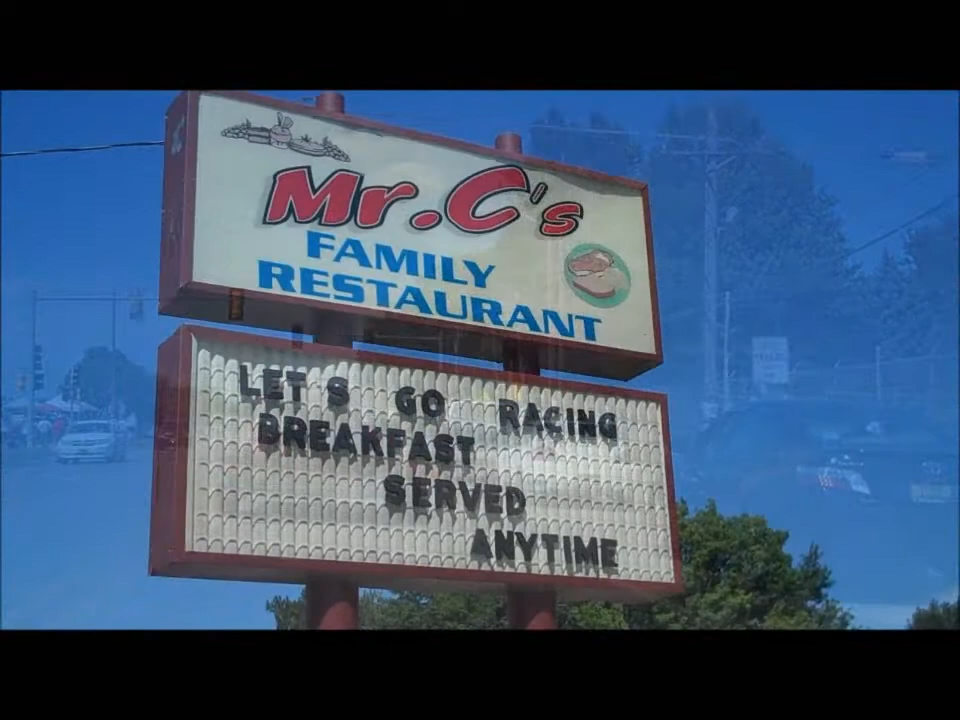 Mr. C's
FAMILY
RESTAURANT
LET'S GO RACING
BREAKFAST
SERVED
ANYTIME